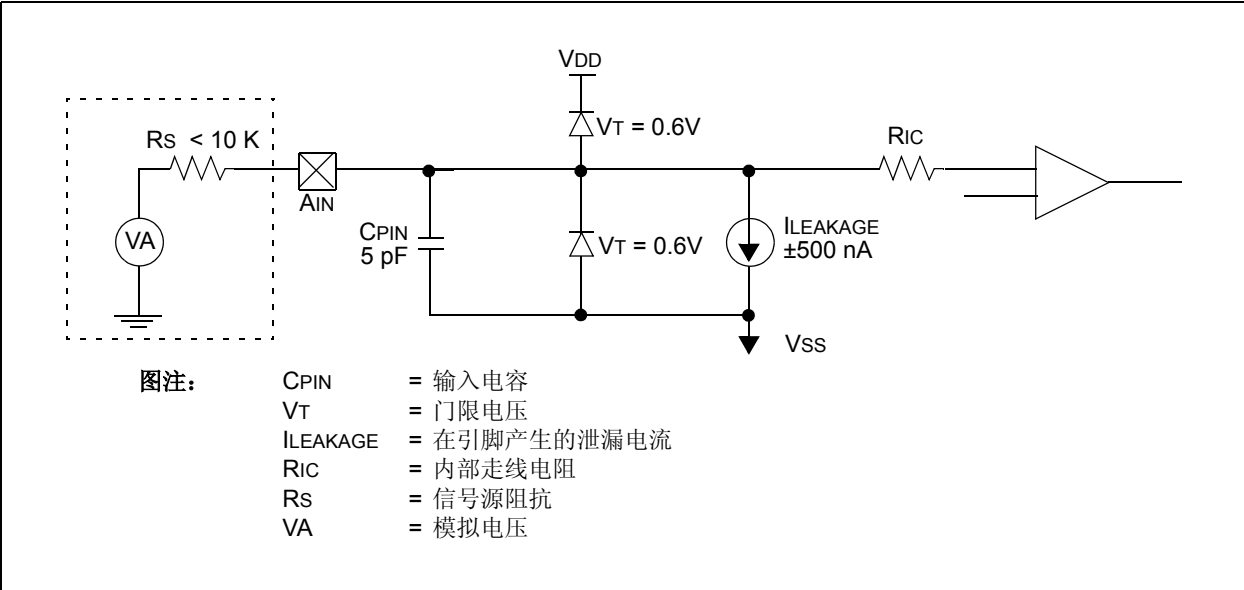 VDD
VT = 0.6V
RS < 10 K
RIC
AIN
CPIN
5 pF
VT = 0.6V
ILEAKAGE
±500 nA
VA
VSS
图注： CPIN = 输入电容
VT = 门限电压
ILEAKAGE = 在引脚产生的泄漏电流
RIC = 内部走线电阻
RS = 信号源阻抗
VA = 模拟电压